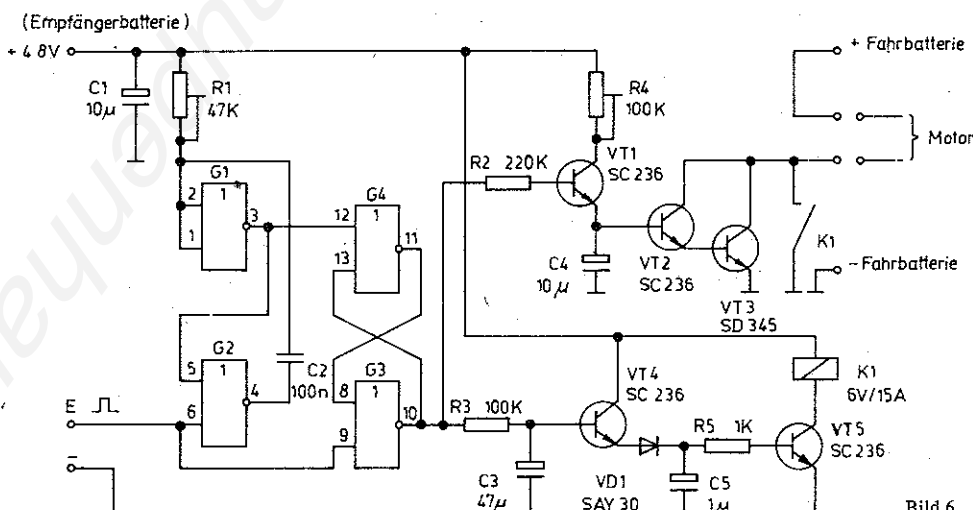 (Empfängerbatterie)
+ 4 8V
C1
10µ
R1
47K
R4
100K
+ Fahrbatterie
Motor
R2 220K
VT1
SC 236
G1
1
2
1
3
G4
1
12
13
11
C4
10µ
VT2
SC 236
VT3
SD 345
K1
– Fahrbatterie
G2
1
5
6
4
C2
100n
G3
1
8
9
10
E
–
R3 100K
C3
47µ
VT4
SC 236
VD1
SAY 30
R5 1K
C5
1µ
K1
6V/15A
VT5
SC 236
Bild 6